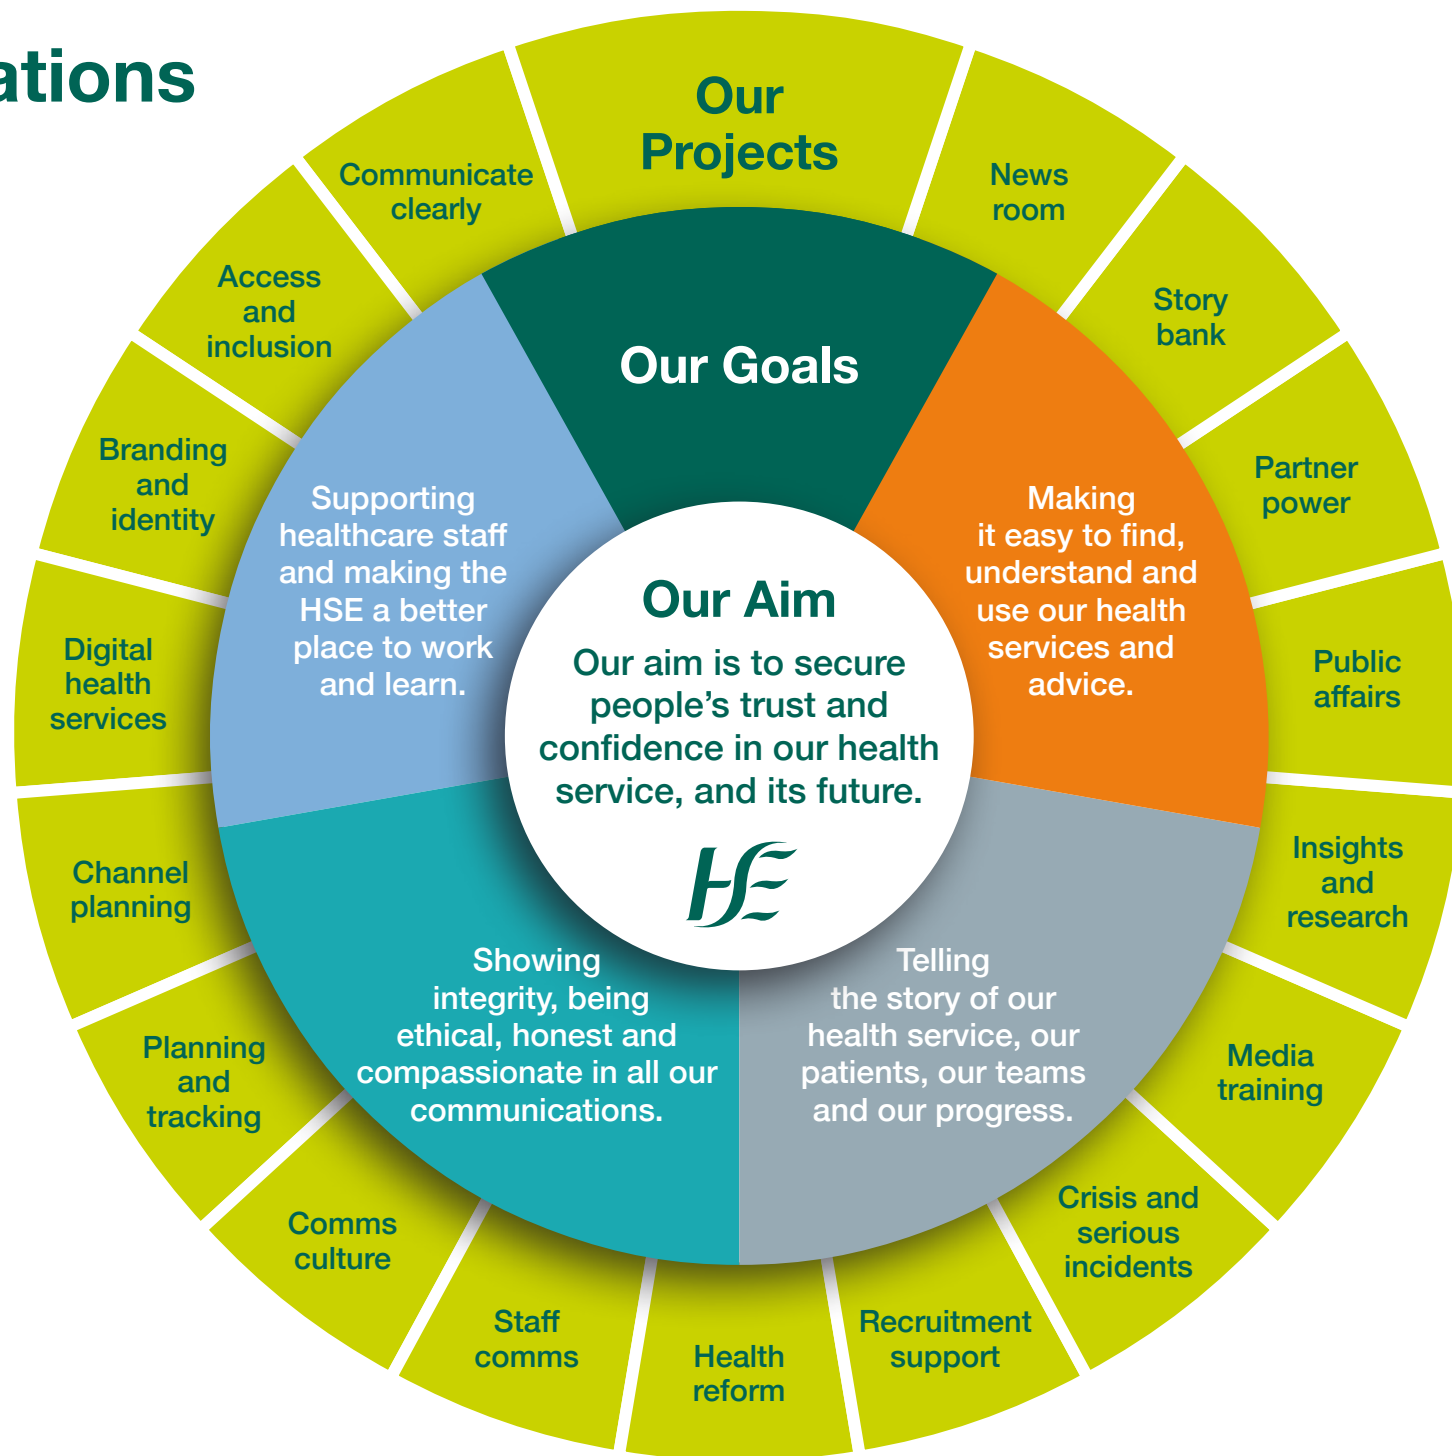 ations
Our
Projects
News
room
Story
bank
Partner
power
Public
affairs
Insights
and
research
Media
training
Crisis and
serious
incidents
Recruitment
support
Health
reform
Staff
comms
Comms
culture
Planning
and
tracking
Channel
planning
Digital
health
services
Branding
and
identity
Access
and
inclusion
Communicate
clearly
Our Goals
Making
it easy to find,
understand and
use our health
services and
advice.
Telling
the story of our
health service, our
patients, our teams
and our progress.
Showing
integrity, being
ethical, honest and
compassionate in all our
communications.
Supporting
healthcare staff
and making the
HSE a better
place to work
and learn.
Our Aim
Our aim is to secure
people’s trust and
confidence in our health
service, and its future.
HSE